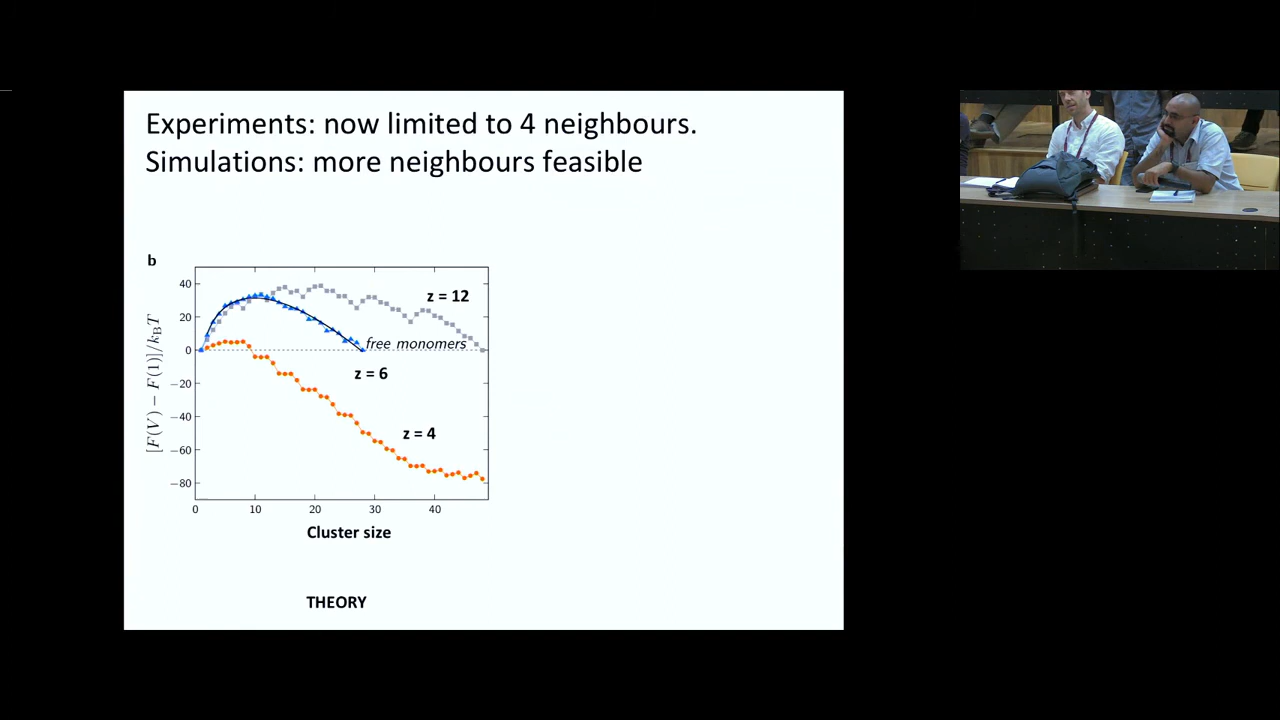 Experiments: now limited to 4 neighbours.
Simulations: more neighbours feasible
b
[F(V) − F(1)]/k_BT
40
20
0
−20
−40
−60
−80
z = 12
free monomers
z = 6
z = 4
0 10 20 30 40
Cluster size
THEORY